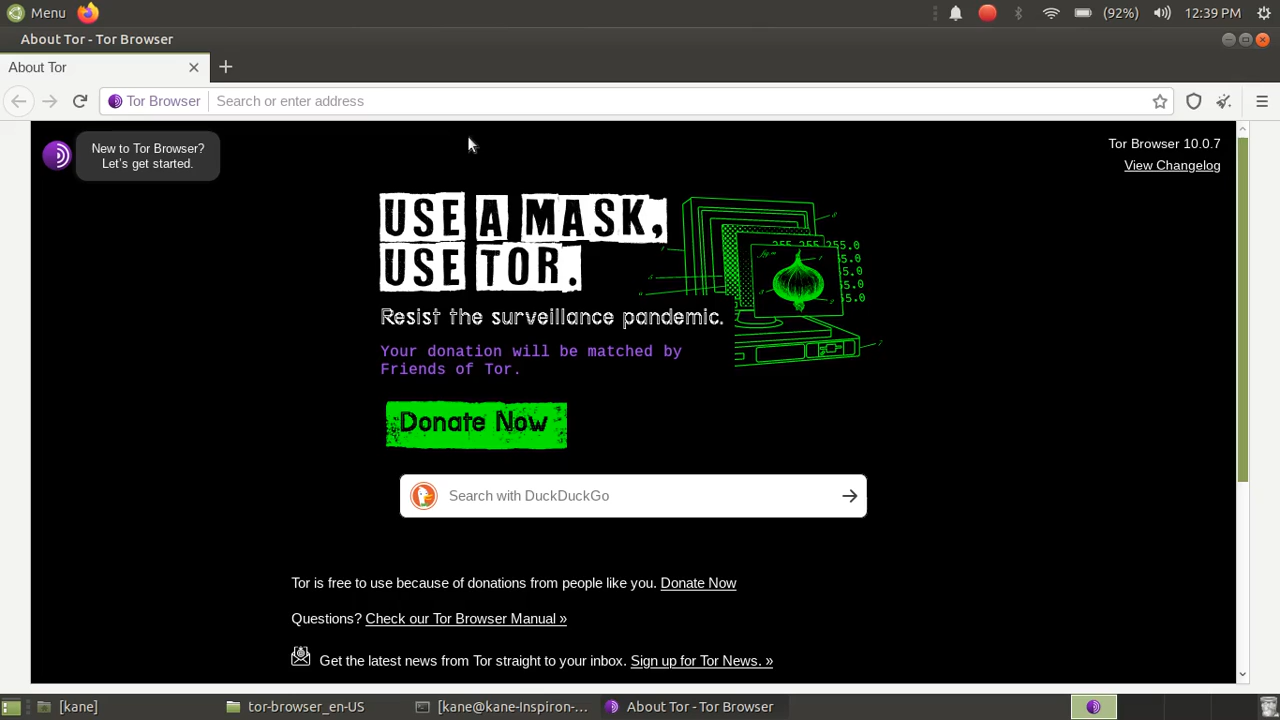 Menu
(92%)
12:39 PM
About Tor - Tor Browser
About Tor
Tor Browser
Search or enter address
New to Tor Browser?
Let's get started.
Tor Browser 10.0.7
View Changelog
USE A MASK,
USE TOR.
Resist the surveillance pandemic.
Your donation will be matched by
Friends of Tor.
Donate Now
Search with DuckDuckGo
Tor is free to use because of donations from people like you. Donate Now
Questions? Check our Tor Browser Manual »
Get the latest news from Tor straight to your inbox. Sign up for Tor News. »
[kane]
tor-browser_en-US
[kane@kane-Inspiron-...
About Tor - Tor Browser